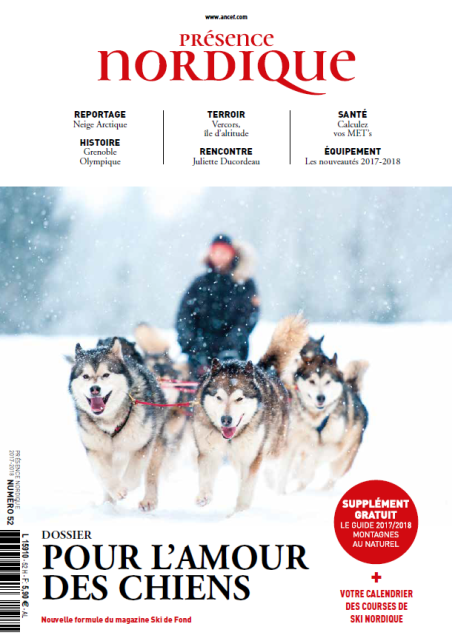 www.ancef.com
PRÉSENCE
NORDIQUE
REPORTAGE
Neige Arctique
HISTOIRE
Grenoble
Olympique
TERROIR
Vercors,
île d'altitude
RENCONTRE
Juliette Ducordeau
SANTÉ
Calculez
vos MET's
ÉQUIPEMENT
Les nouveautés 2017-2018
PRÉSENCE NORDIQUE
2017-2018 NUMÉRO 52
L 15910 - 52 H - F: 5,90 € - AL
SUPPLÉMENT
GRATUIT
LE GUIDE 2017/2018
MONTAGNES
AU NATUREL
+
VOTRE CALENDRIER
DES COURSES DE
SKI NORDIQUE
DOSSIER
POUR L'AMOUR
DES CHIENS
Nouvelle formule du magazine Ski de Fond